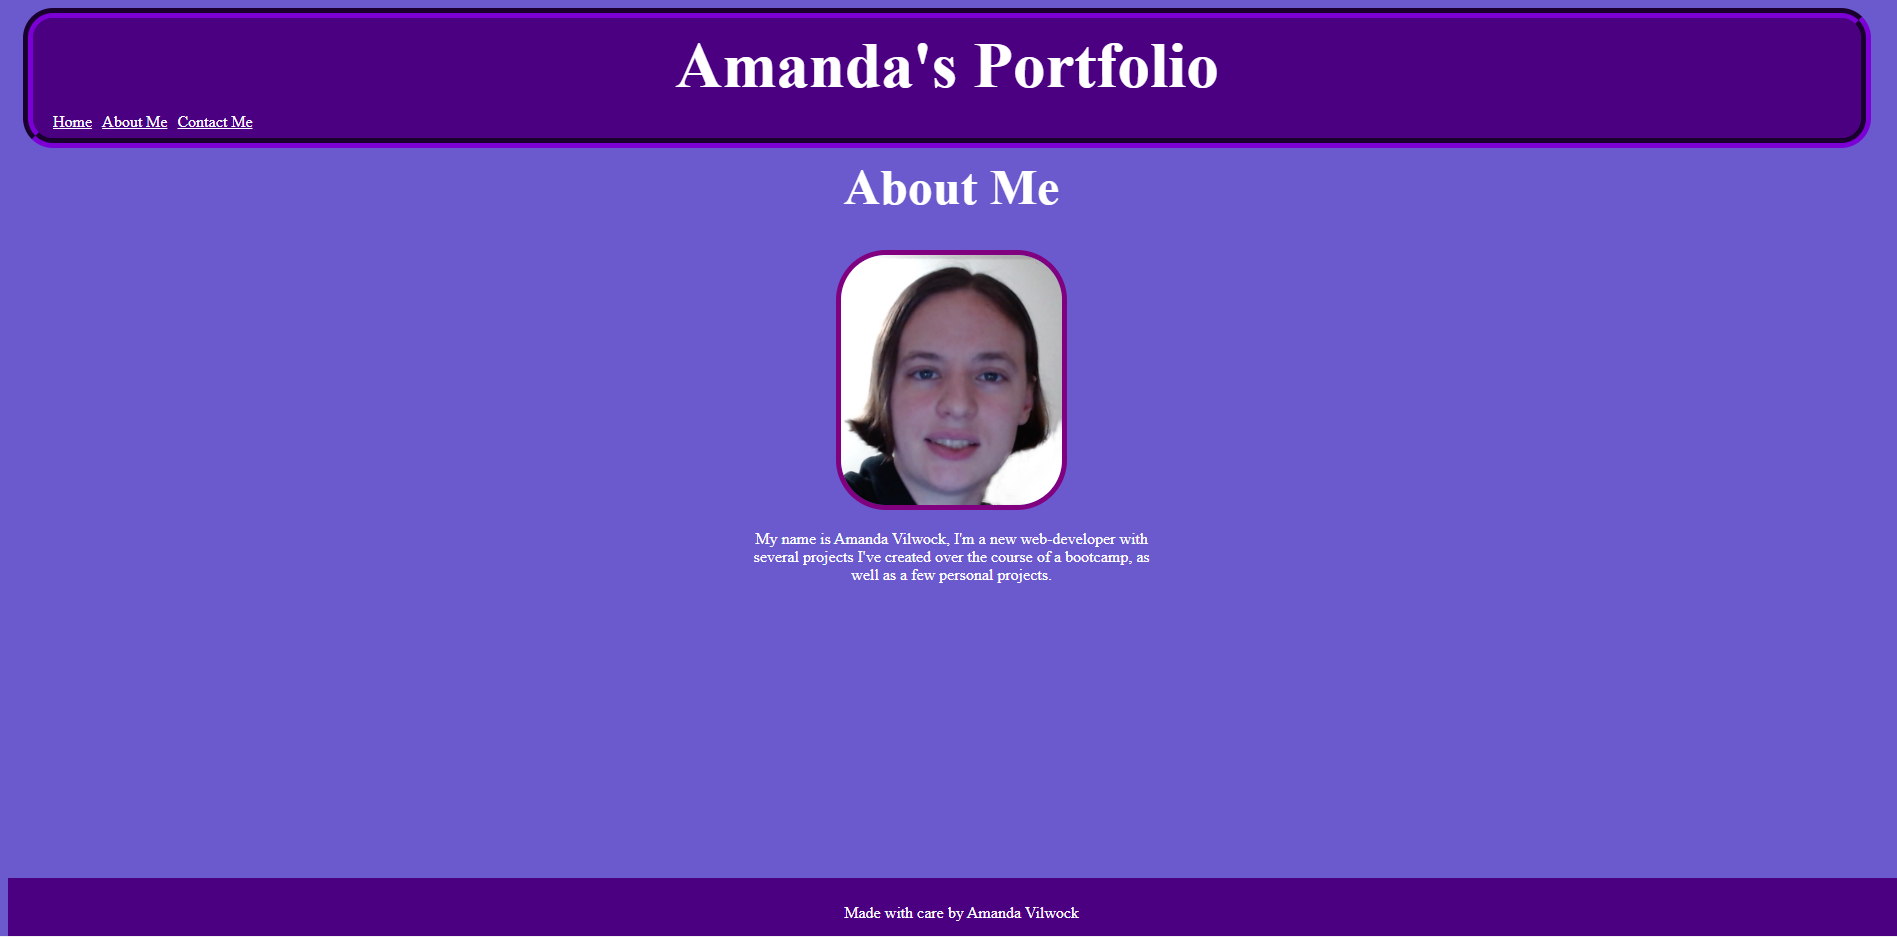 Amanda's Portfolio
Home About Me Contact Me
About Me
My name is Amanda Vilwock, I'm a new web-developer with
several projects I've created over the course of a bootcamp, as
well as a few personal projects.
Made with care by Amanda Vilwock